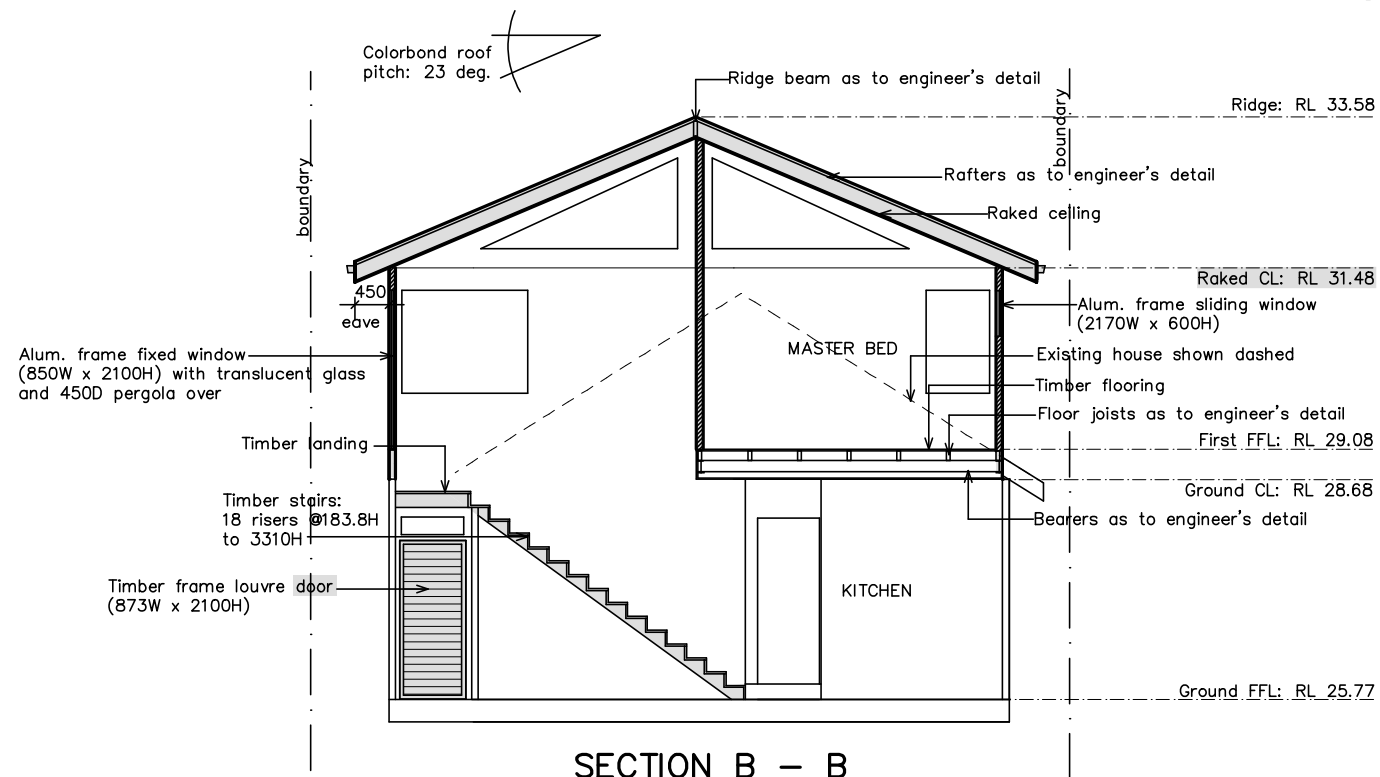 Colorbond roof
pitch: 23 deg.
Ridge beam as to engineer's detail
boundary
Ridge: RL 33.58
boundary
Rafters as to engineer's detail
Raked ceiling
Raked CL: RL 31.48
450
eave
Alum. frame sliding window
(2170W x 600H)
MASTER BED
Alum. frame fixed window
(850W x 2100H) with translucent glass
and 450D pergola over
Existing house shown dashed
Timber flooring
Floor joists as to engineer's detail
Timber landing
First FFL: RL 29.08
Timber stairs:
18 risers @183.8H
to 3310H
Ground CL: RL 28.68
Bearers as to engineer's detail
Timber frame louvre door
(873W x 2100H)
KITCHEN
Ground FFL: RL 25.77
SECTION B - B